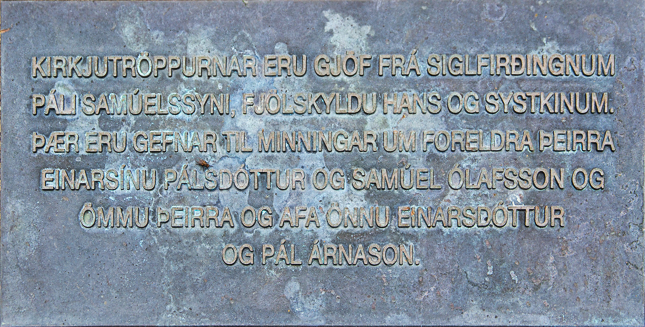 KIRKJUTRÖPPURNAR ERU GJÖF FRÁ SIGLFIRÐINGNUM
PÁLI SAMÚELSSYNI, FJÖLSKYLDU HANS OG SYSTKINUM.
ÞÆR ERU GEFNAR TIL MINNINGAR UM FORELDRA ÞEIRRA
EINARSÍNU PÁLSDÓTTUR OG SAMÚEL ÓLAFSSON OG
ÖMMU ÞEIRRA OG AFA ÖNNU EINARSDÓTTUR
OG PÁL ÁRNASON.